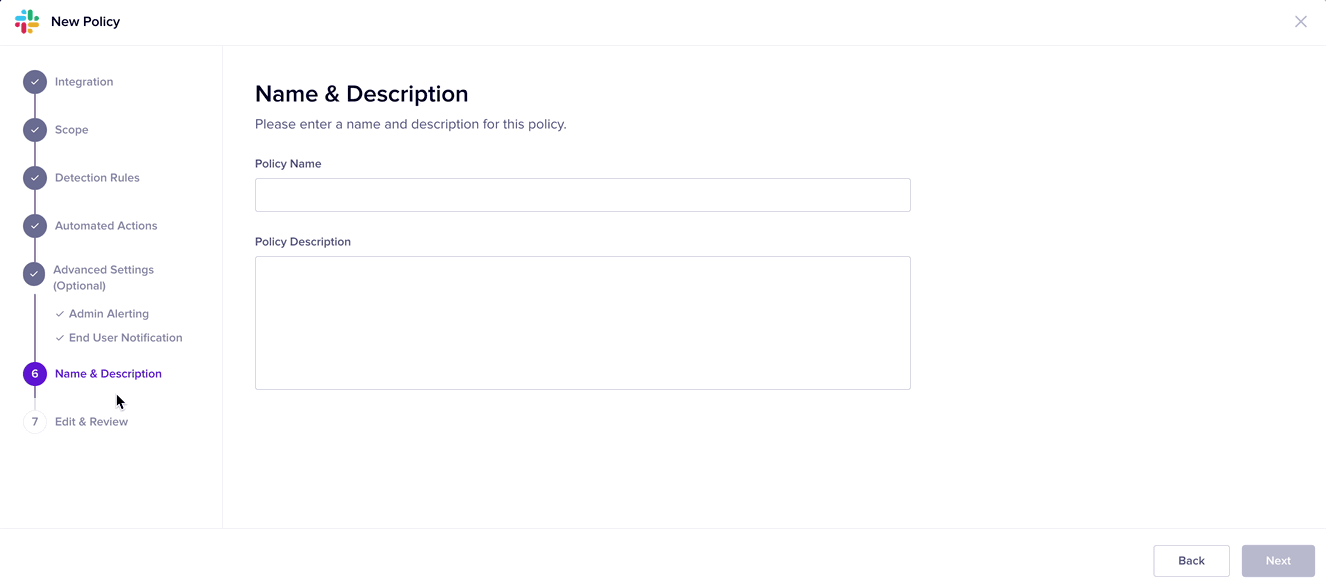 New Policy
Integration
Scope
Detection Rules
Automated Actions
Advanced Settings
(Optional)
Admin Alerting
End User Notification
6 Name & Description
7 Edit & Review
Name & Description
Please enter a name and description for this policy.
Policy Name
Policy Description
Back
Next